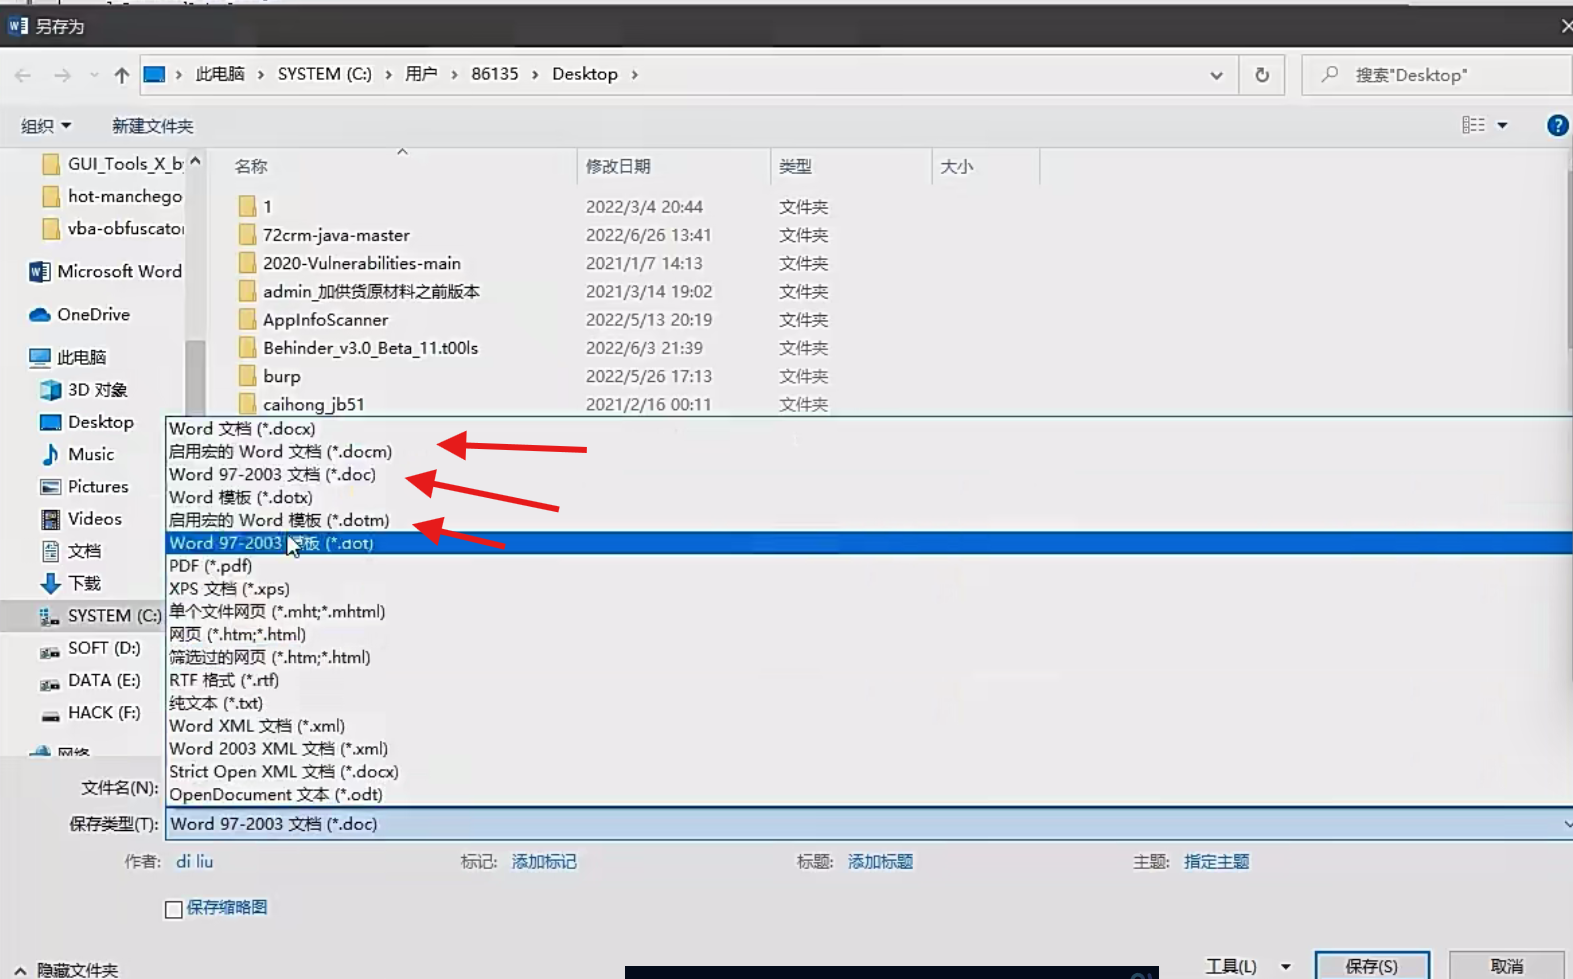 另存为
此电脑 › SYSTEM (C:) › 用户 › 86135 › Desktop ›
搜索"Desktop"
组织 新建文件夹
名称 修改日期 类型 大小
GUI_Tools_X_by
hot-manchego
vba-obfuscator
Microsoft Word
OneDrive
此电脑
3D 对象
Desktop
Music
Pictures
Videos
文档
下载
SYSTEM (C:)
SOFT (D:)
DATA (E:)
HACK (F:)
网络
1 2022/3/4 20:44 文件夹
72crm-java-master 2022/6/26 13:41 文件夹
2020-Vulnerabilities-main 2021/1/7 14:13 文件夹
admin_加供货原材料之前版本 2021/3/14 19:02 文件夹
AppInfoScanner 2022/5/13 20:19 文件夹
Behinder_v3.0_Beta_11.t00ls 2022/6/3 21:39 文件夹
burp 2022/5/26 17:13 文件夹
caihong_jb51 2021/2/16 00:11 文件夹
Word 文档 (*.docx)
启用宏的 Word 文档 (*.docm)
Word 97-2003 文档 (*.doc)
Word 模板 (*.dotx)
启用宏的 Word 模板 (*.dotm)
Word 97-2003 模板 (*.dot)
PDF (*.pdf)
XPS 文档 (*.xps)
单个文件网页 (*.mht;*.mhtml)
网页 (*.htm;*.html)
筛选过的网页 (*.htm;*.html)
RTF 格式 (*.rtf)
纯文本 (*.txt)
Word XML 文档 (*.xml)
Word 2003 XML 文档 (*.xml)
Strict Open XML 文档 (*.docx)
OpenDocument 文本 (*.odt)
文件名(N):
保存类型(T): Word 97-2003 文档 (*.doc)
作者: di liu 标记: 添加标记 标题: 添加标题 主题: 指定主题
保存缩略图
隐藏文件夹 工具(L) 保存(S) 取消